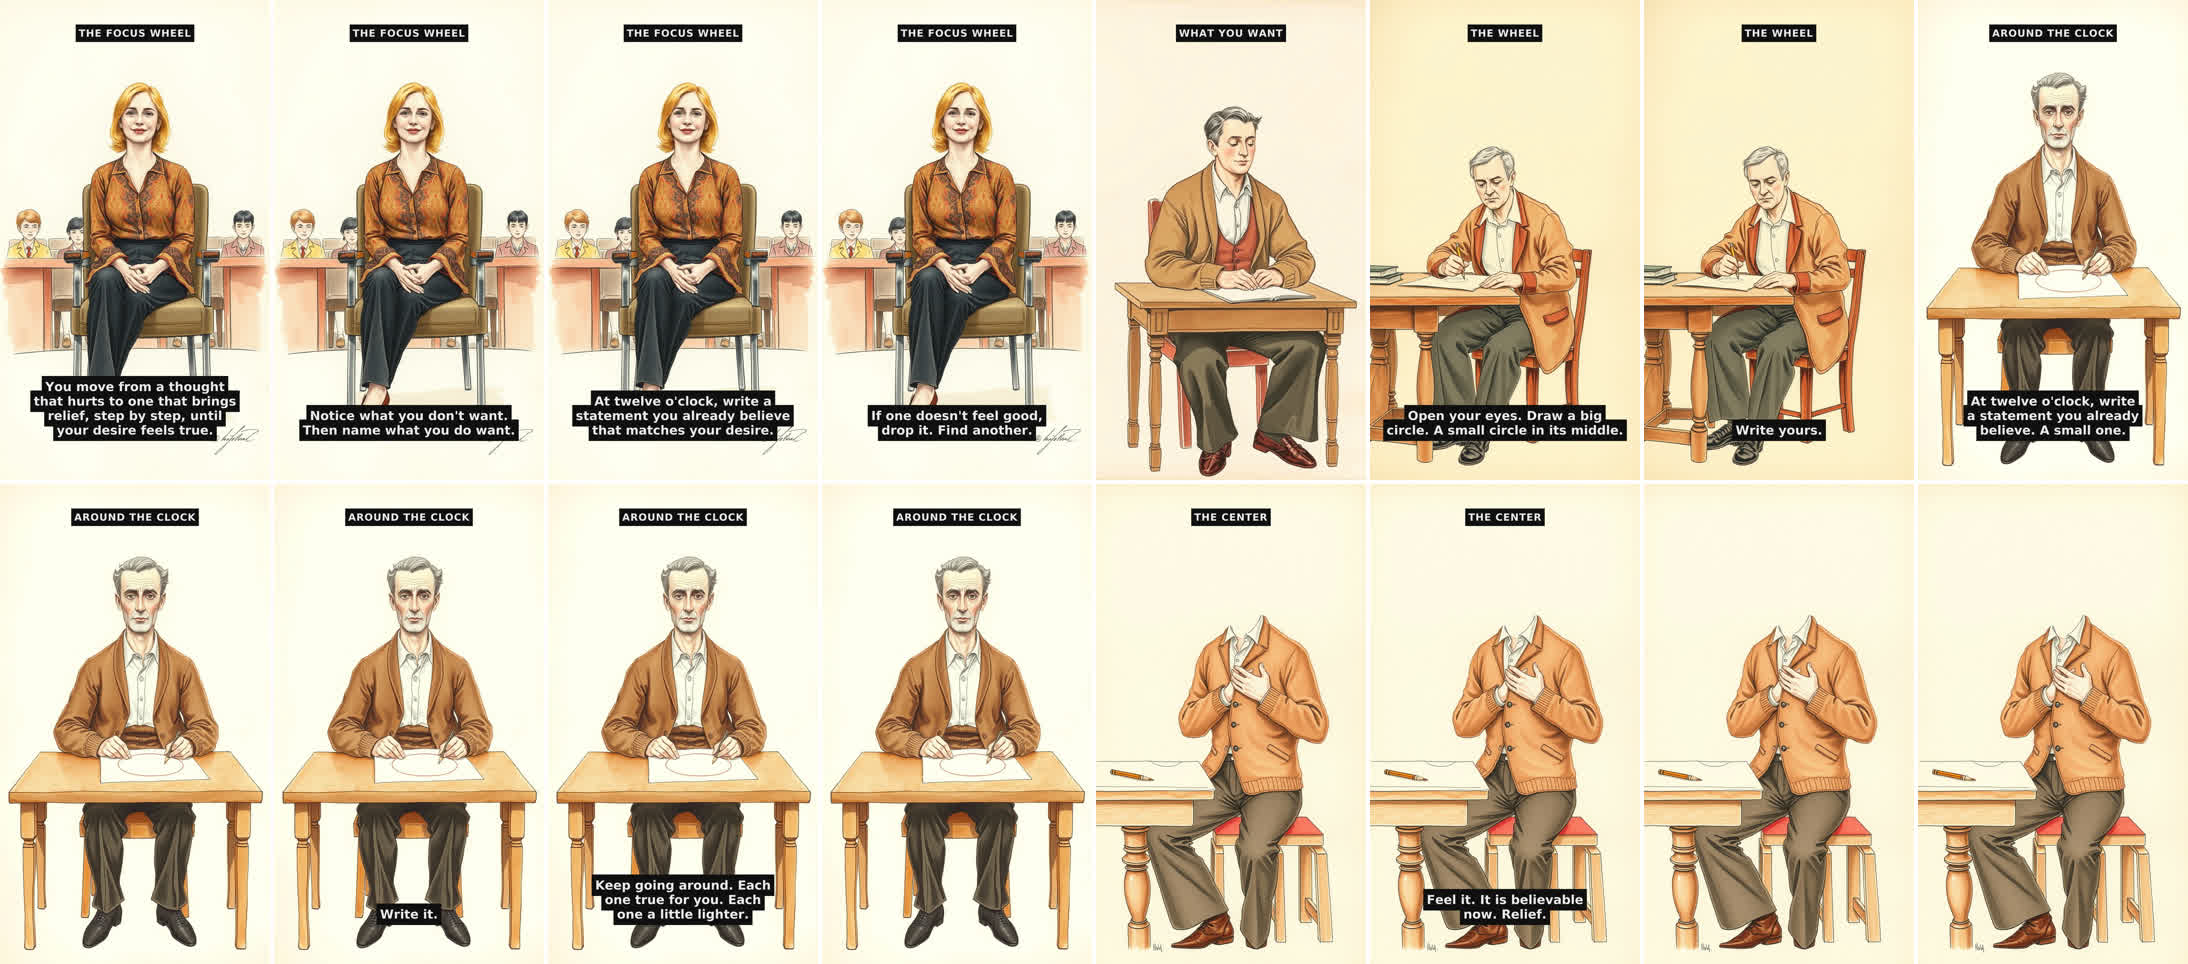 THE FOCUS WHEEL
You move from a thought
that hurts to one that brings
relief, step by step, until
your desire feels true.
THE FOCUS WHEEL
Notice what you don't want.
Then name what you do want.
THE FOCUS WHEEL
At twelve o'clock, write a
statement you already believe
that matches your desire.
THE FOCUS WHEEL
If one doesn't feel good,
drop it. Find another.
WHAT YOU WANT
THE WHEEL
Open your eyes. Draw a big
circle. A small circle in its middle.
THE WHEEL
Write yours.
AROUND THE CLOCK
At twelve o'clock, write
a statement you already
believe. A small one.
AROUND THE CLOCK
AROUND THE CLOCK
Write it.
AROUND THE CLOCK
Keep going around. Each
one true for you. Each
one a little lighter.
AROUND THE CLOCK
THE CENTER
THE CENTER
Feel it. It is believable
now. Relief.